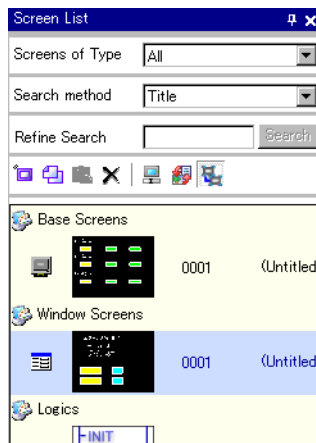 Screen List
Screens of Type All
Search method Title
Refine Search Search
Base Screens
0001 (Untitled
Window Screens
0001 (Untitled
Logics
INIT